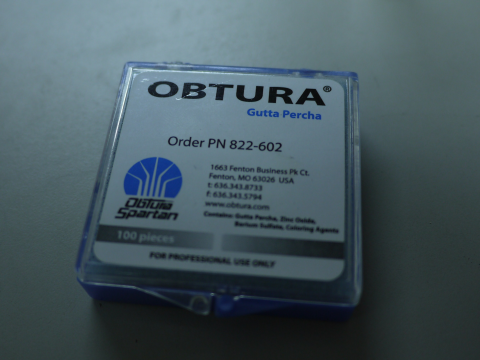 OBTURA®
Gutta Percha
Order PN 822-602
1663 Fenton Business Pk Ct.
Fenton, MO 63026 USA
t: 636.343.8733
f: 636.343.5794
www.obtura.com
Obtura
Spartan
Contains: Gutta Percha, Zinc Oxide,
Barium Sulfate, Coloring Agents
100 pieces
FOR PROFESSIONAL USE ONLY